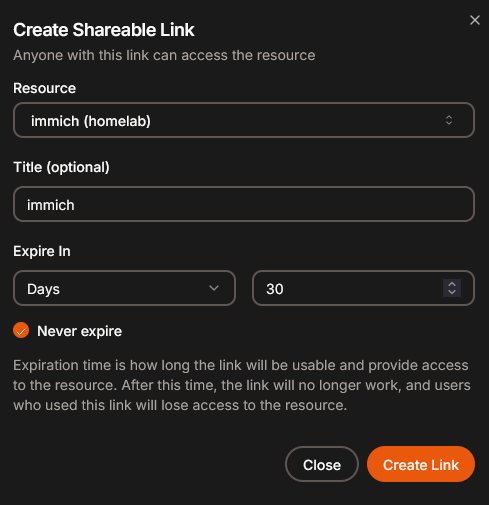 Create Shareable Link
Anyone with this link can access the resource
Resource
immich (homelab)
Title (optional)
immich
Expire In
Days
30
Never expire
Expiration time is how long the link will be usable and provide access
to the resource. After this time, the link will no longer work, and users
who used this link will lose access to the resource.
Close
Create Link